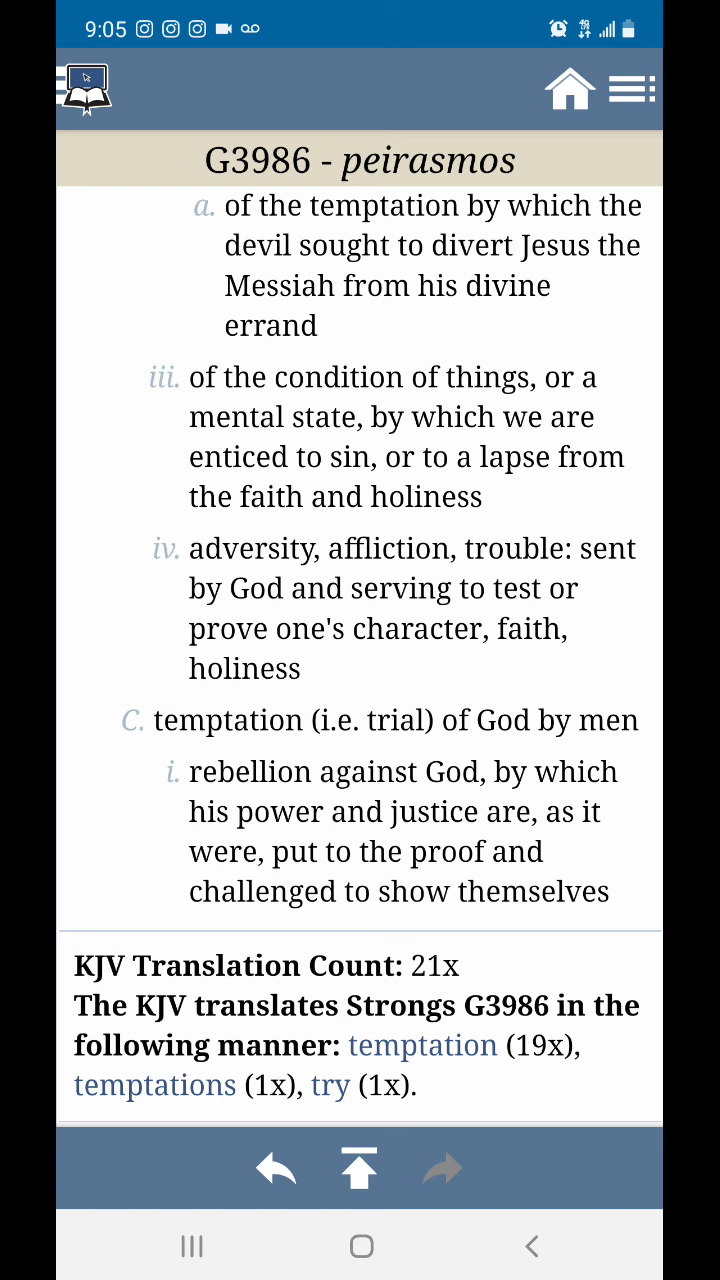 9:05
G3986 - peirasmos
a. of the temptation by which the
devil sought to divert Jesus the
Messiah from his divine
errand
iii. of the condition of things, or a
mental state, by which we are
enticed to sin, or to a lapse from
the faith and holiness
iv. adversity, affliction, trouble: sent
by God and serving to test or
prove one's character, faith,
holiness
C. temptation (i.e. trial) of God by men
i. rebellion against God, by which
his power and justice are, as it
were, put to the proof and
challenged to show themselves
KJV Translation Count: 21x
The KJV translates Strongs G3986 in the
following manner: temptation (19x),
temptations (1x), try (1x).